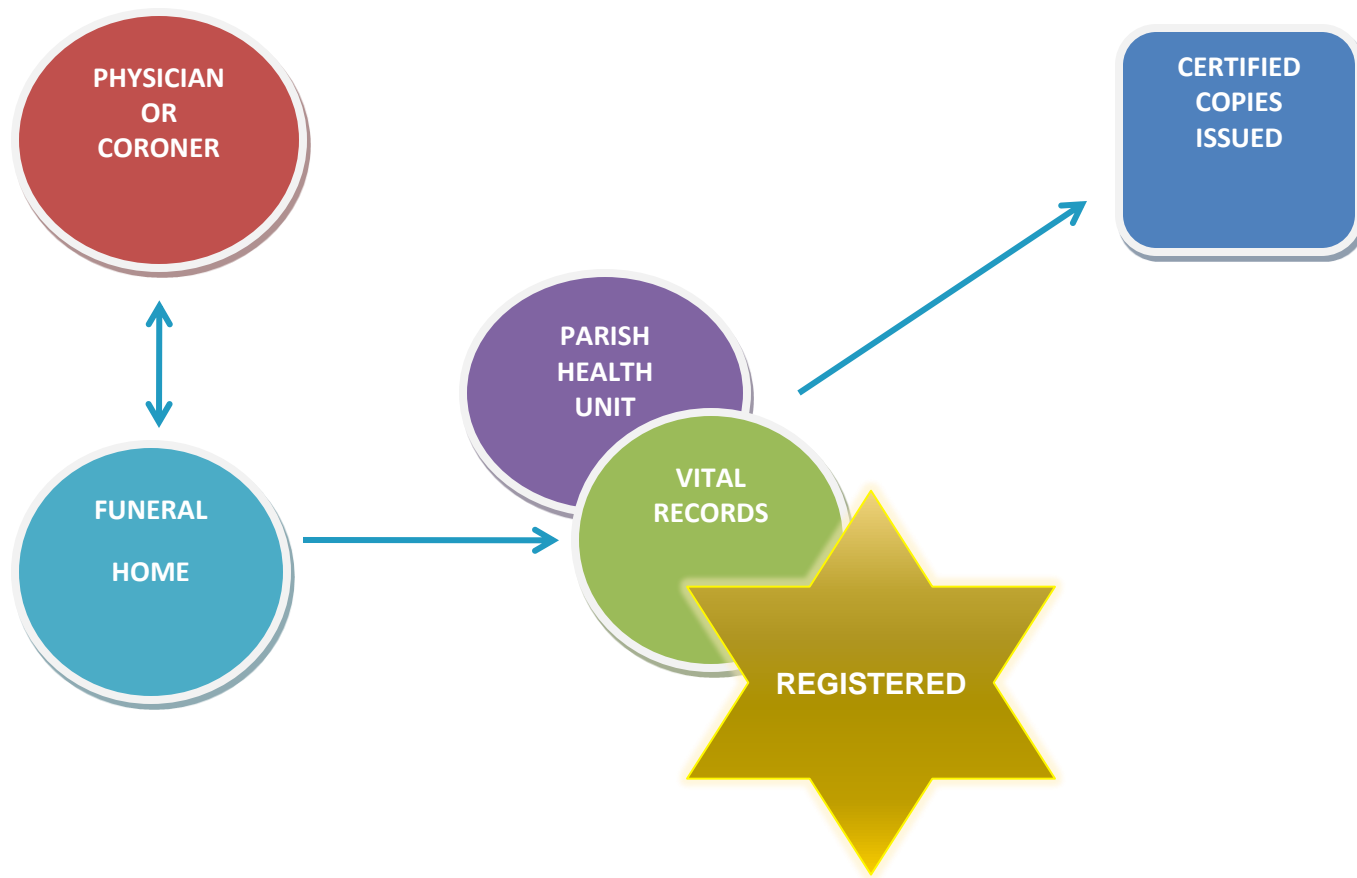 PHYSICIAN
OR
CORONER
CERTIFIED
COPIES
ISSUED
PARISH
HEALTH
UNIT
FUNERAL
HOME
VITAL
RECORDS
REGISTERED